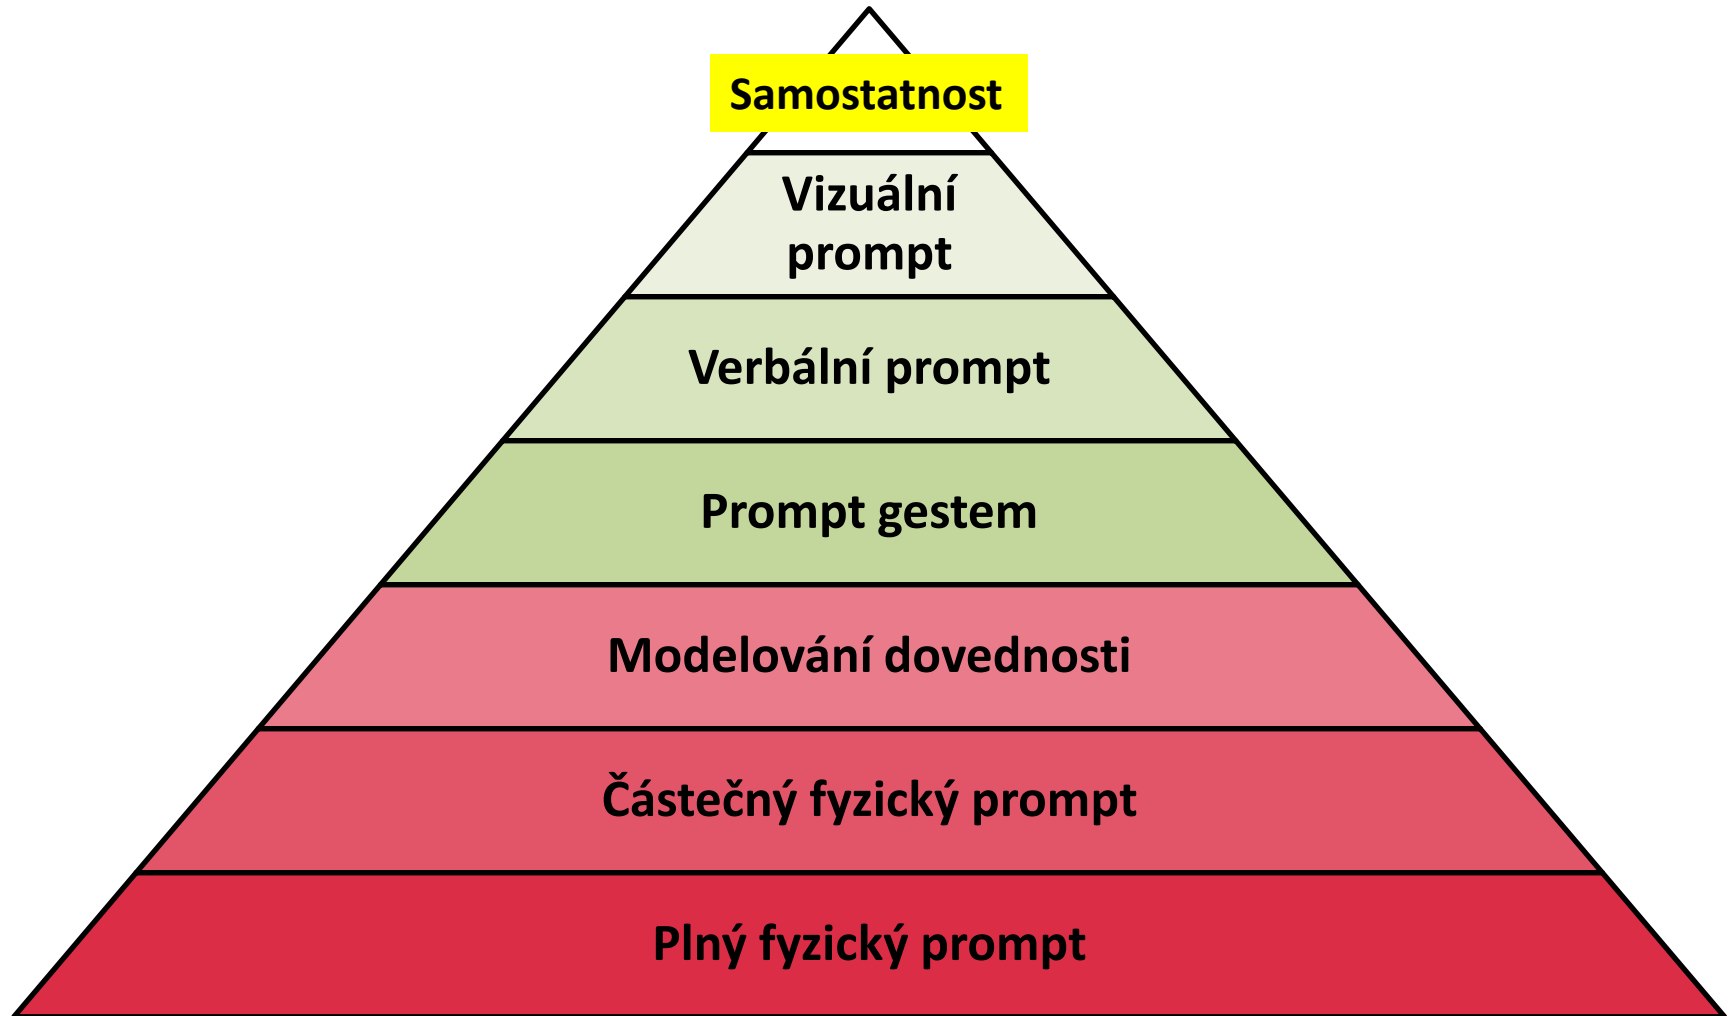 Samostatnost
Vizuální
prompt
Verbální prompt
Prompt gestem
Modelování dovednosti
Částečný fyzický prompt
Plný fyzický prompt